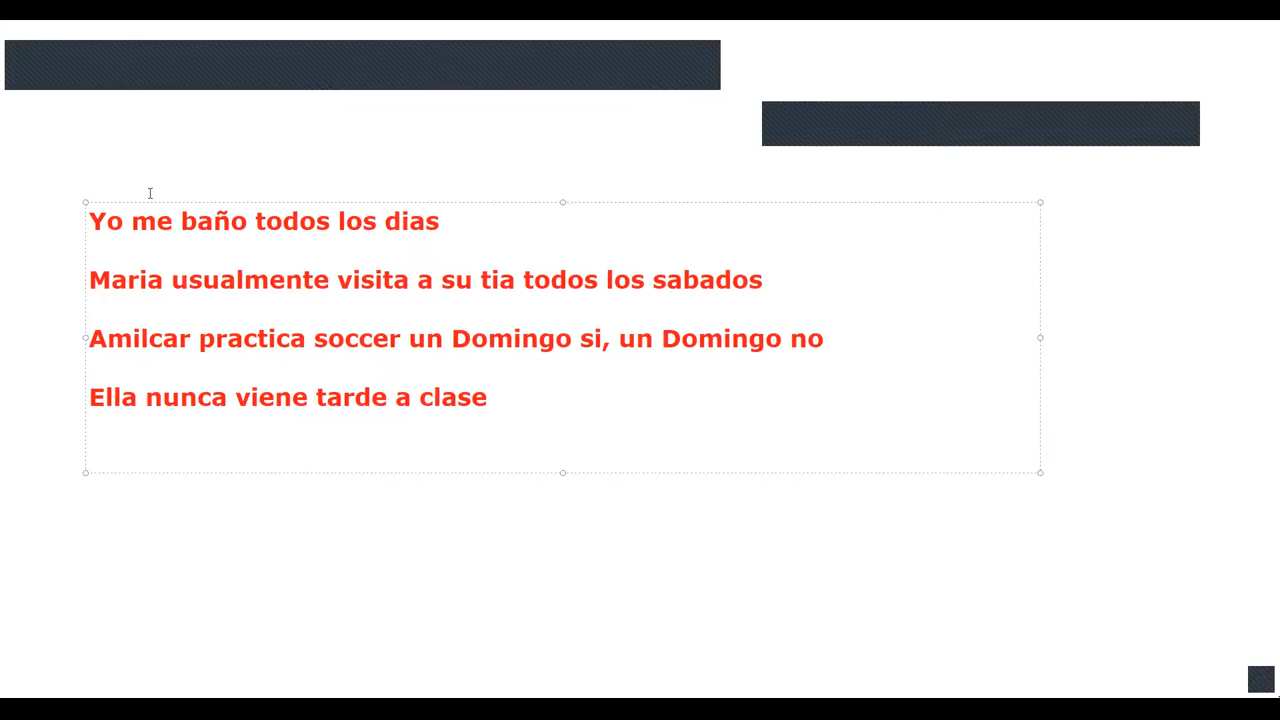 Yo me baño todos los dias
Maria usualmente visita a su tia todos los sabados
Amilcar practica soccer un Domingo si, un Domingo no
Ella nunca viene tarde a clase